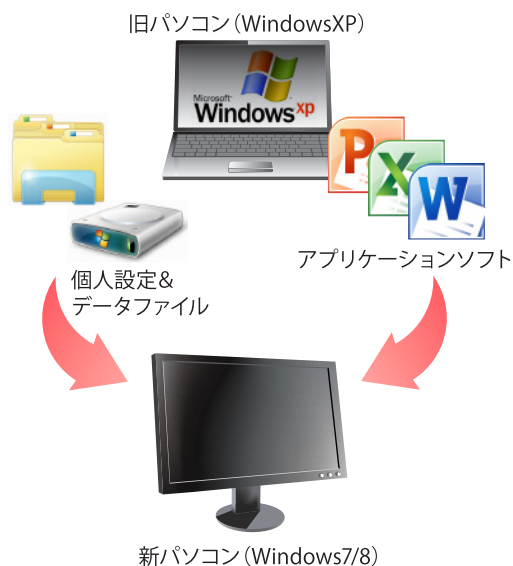 旧パソコン（WindowsXP）
Microsoft
Windows xp
P
X
W
個人設定&
データファイル
アプリケーションソフト
新パソコン（Windows7/8）